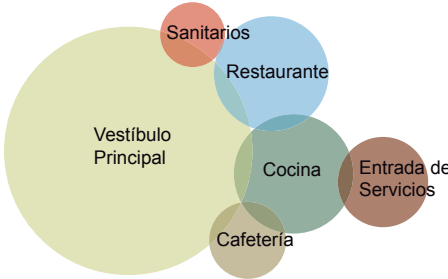 Sanitarios
Restaurante
Vestíbulo
Principal
Cocina
Entrada de
Servicios
Cafetería